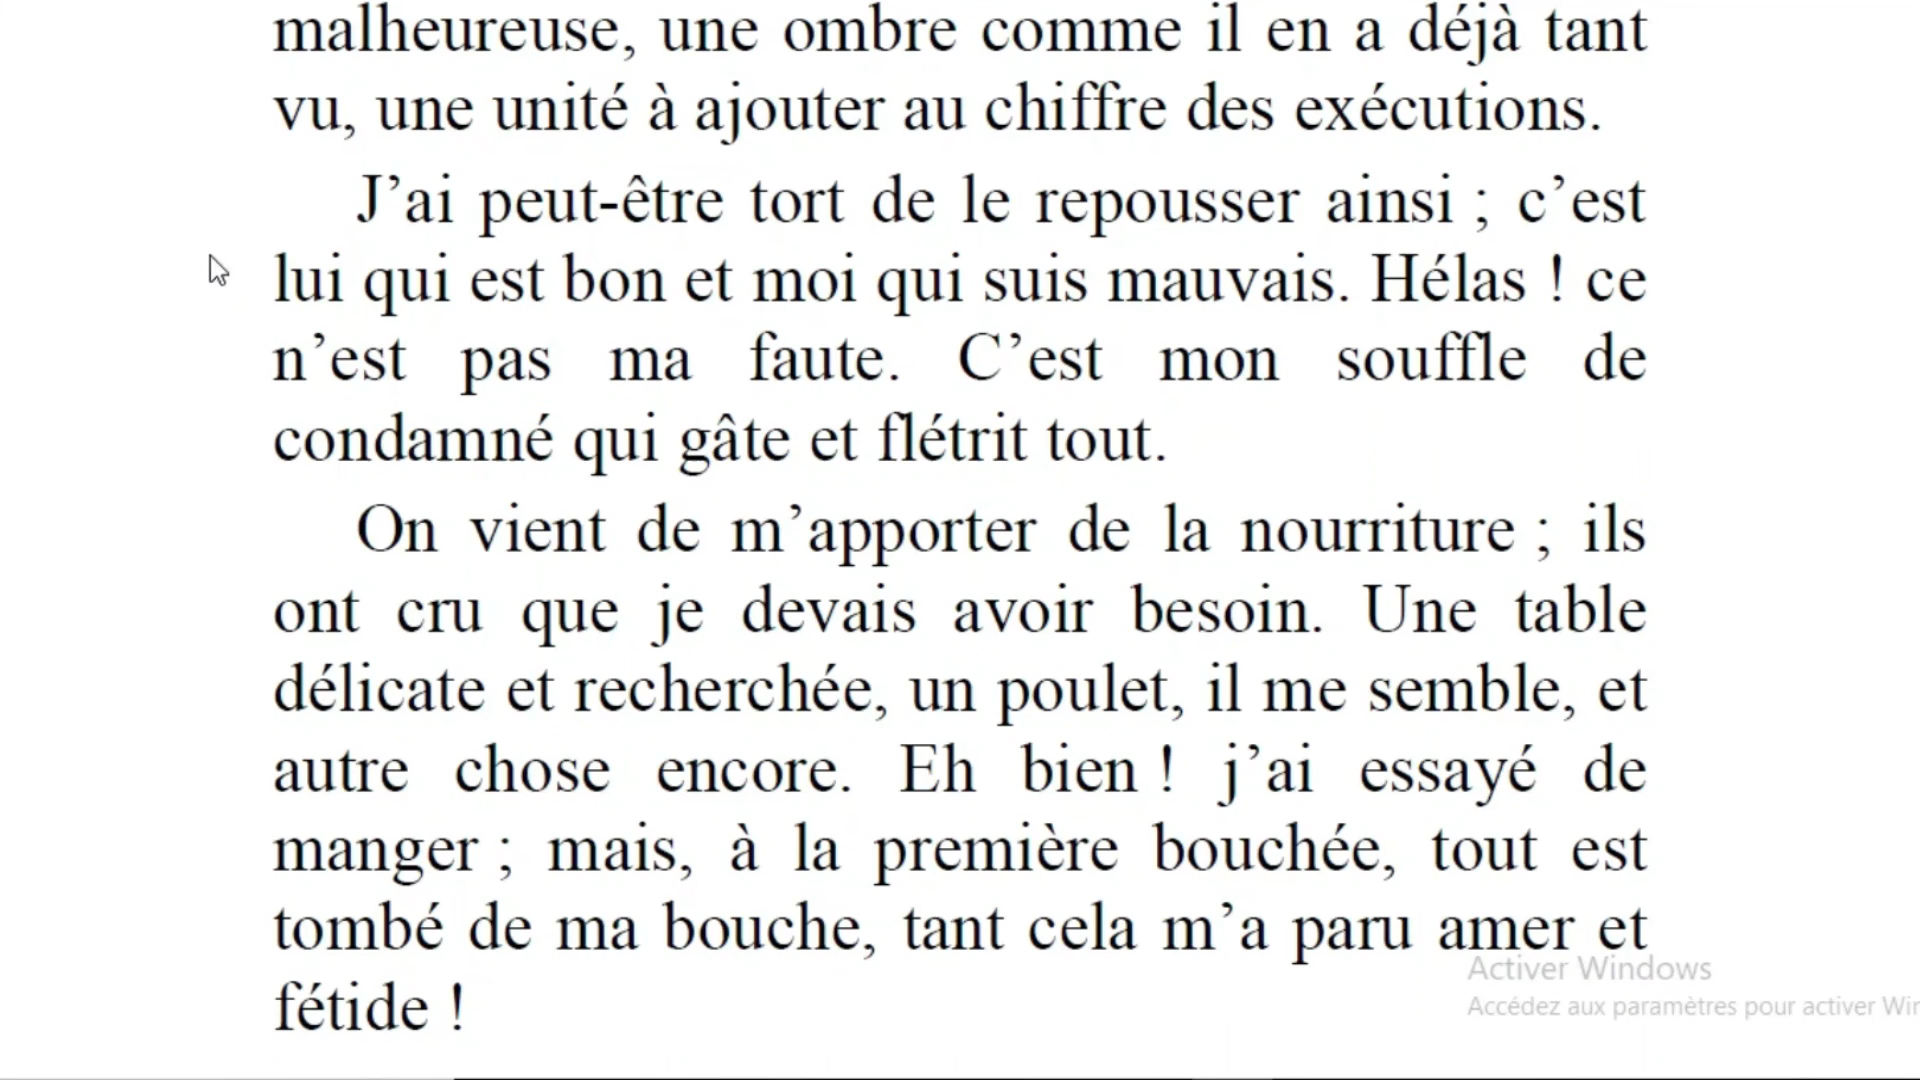 malheureuse, une ombre comme il en a déjà tant
vu, une unité à ajouter au chiffre des exécutions.
J’ai peut-être tort de le repousser ainsi ; c’est
lui qui est bon et moi qui suis mauvais. Hélas ! ce
n’est pas ma faute. C’est mon souffle de
condamné qui gâte et flétrit tout.
On vient de m’apporter de la nourriture ; ils
ont cru que je devais avoir besoin. Une table
délicate et recherchée, un poulet, il me semble, et
autre chose encore. Eh bien ! j’ai essayé de
manger ; mais, à la première bouchée, tout est
tombé de ma bouche, tant cela m’a paru amer et
fétide !
Activer Windows
Accédez aux paramètres pour activer Wi